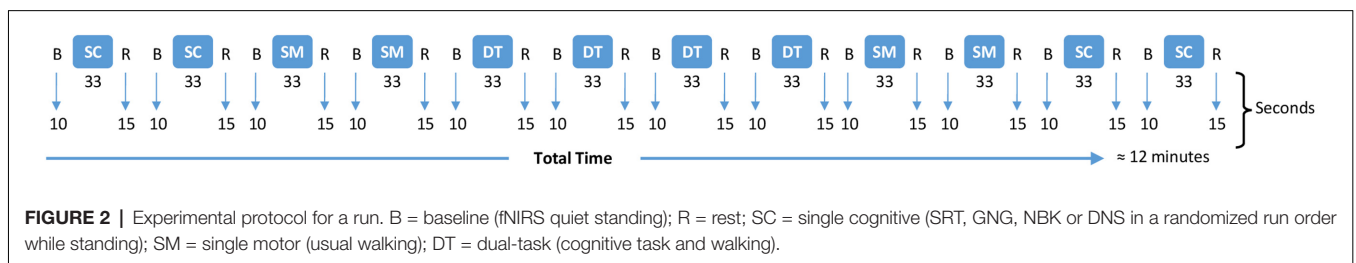 B SC R B SC R B SM R B SM R B DT R B DT R B DT R B DT R B SM R B SM R B SC R B SC R
33 33 33 33 33 33 33 33 33 33 33 33
Seconds
10 15 10 15 10 15 10 15 10 15 10 15 10 15 10 15 10 15 10 15 10 15 10 15
Total Time ≈ 12 minutes
FIGURE 2 | Experimental protocol for a run. B = baseline (fNIRS quiet standing); R = rest; SC = single cognitive (SRT, GNG, NBK or DNS in a randomized run order
while standing); SM = single motor (usual walking); DT = dual-task (cognitive task and walking).